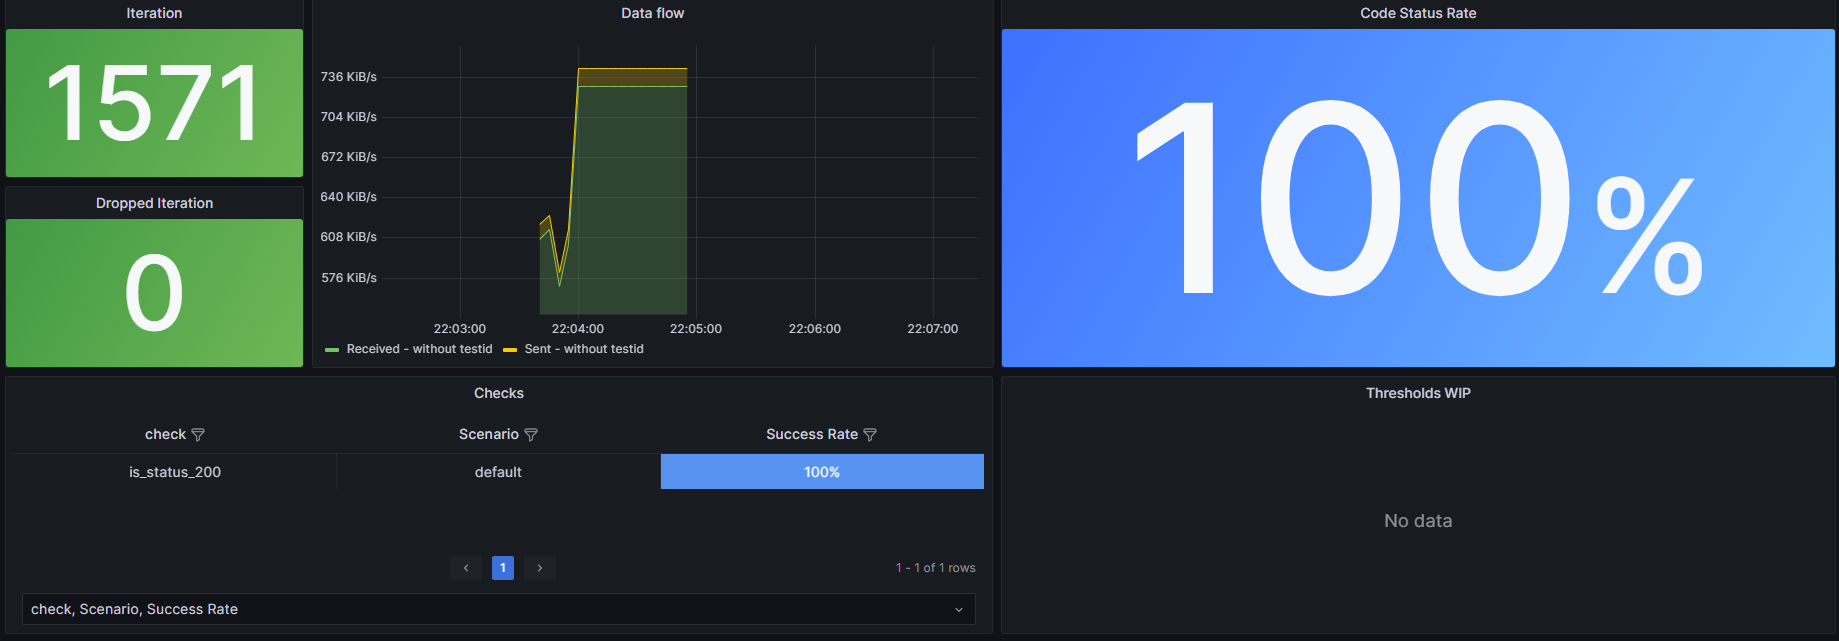 Iteration
1571
Dropped Iteration
0
Data flow
736 KiB/s
704 KiB/s
672 KiB/s
640 KiB/s
608 KiB/s
576 KiB/s
22:03:00 22:04:00 22:05:00 22:06:00 22:07:00
Received - without testid Sent - without testid
Code Status Rate
100%
Checks
check Scenario Success Rate
is_status_200 default 100%
1
1 - 1 of 1 rows
check, Scenario, Success Rate
Thresholds WIP
No data